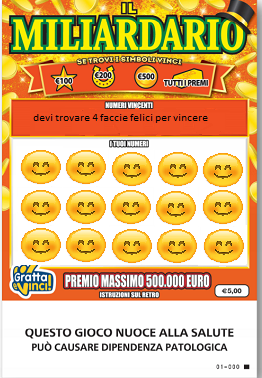 IL
MILIARDARIO
SE TROVI I SIMBOLI VINCI
€100 €200 €500 TUTTI I PREMI
NUMERI VINCENTI
devi trovare 4 faccie felici per vincere
I TUOI NUMERI
Gratta e vinci!
PREMIO MASSIMO 500.000 EURO
ISTRUZIONI SUL RETRO
€5,00
QUESTO GIOCO NUOCE ALLA SALUTE
PUÒ CAUSARE DIPENDENZA PATOLOGICA
01-000